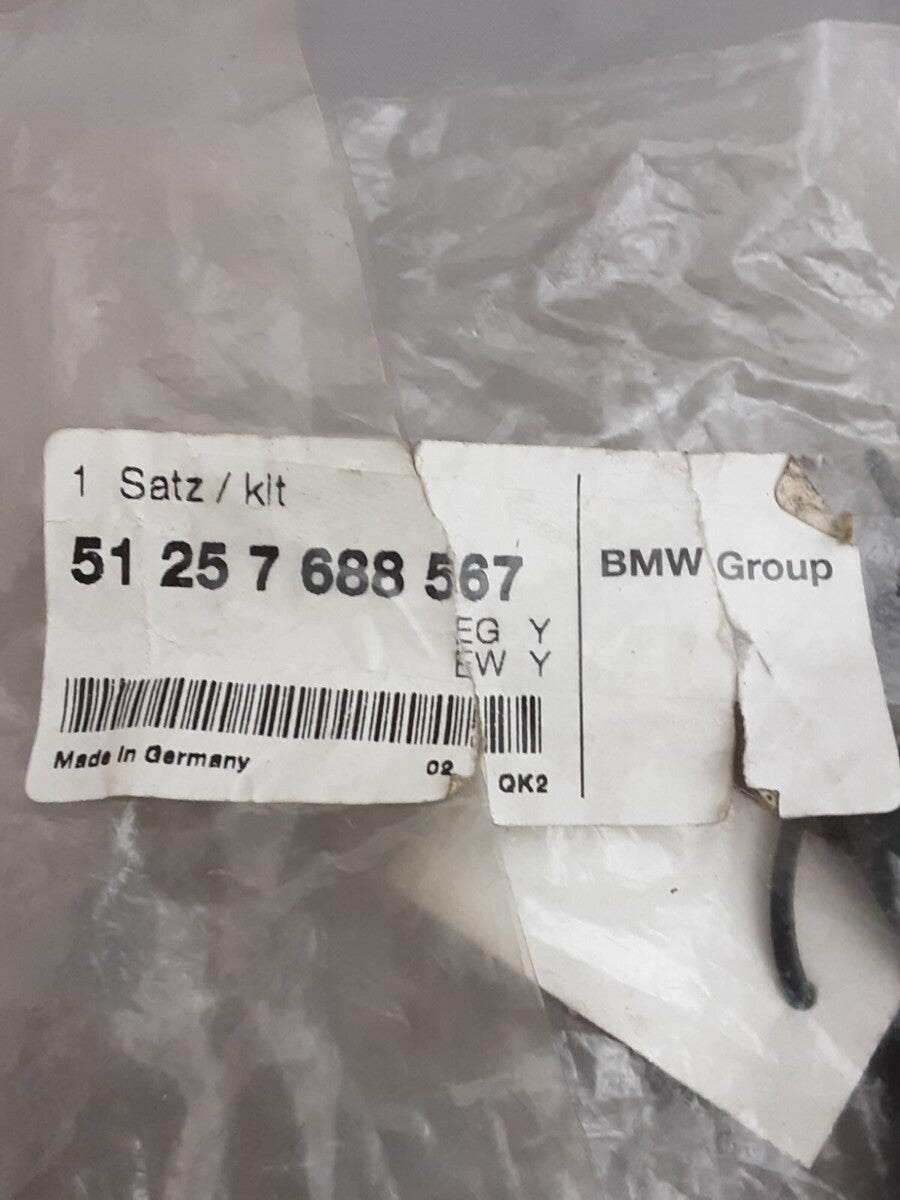 1 Satz / kit
51 25 7 688 567
EG Y
EW Y
BMW Group
Made in Germany 02 QK2